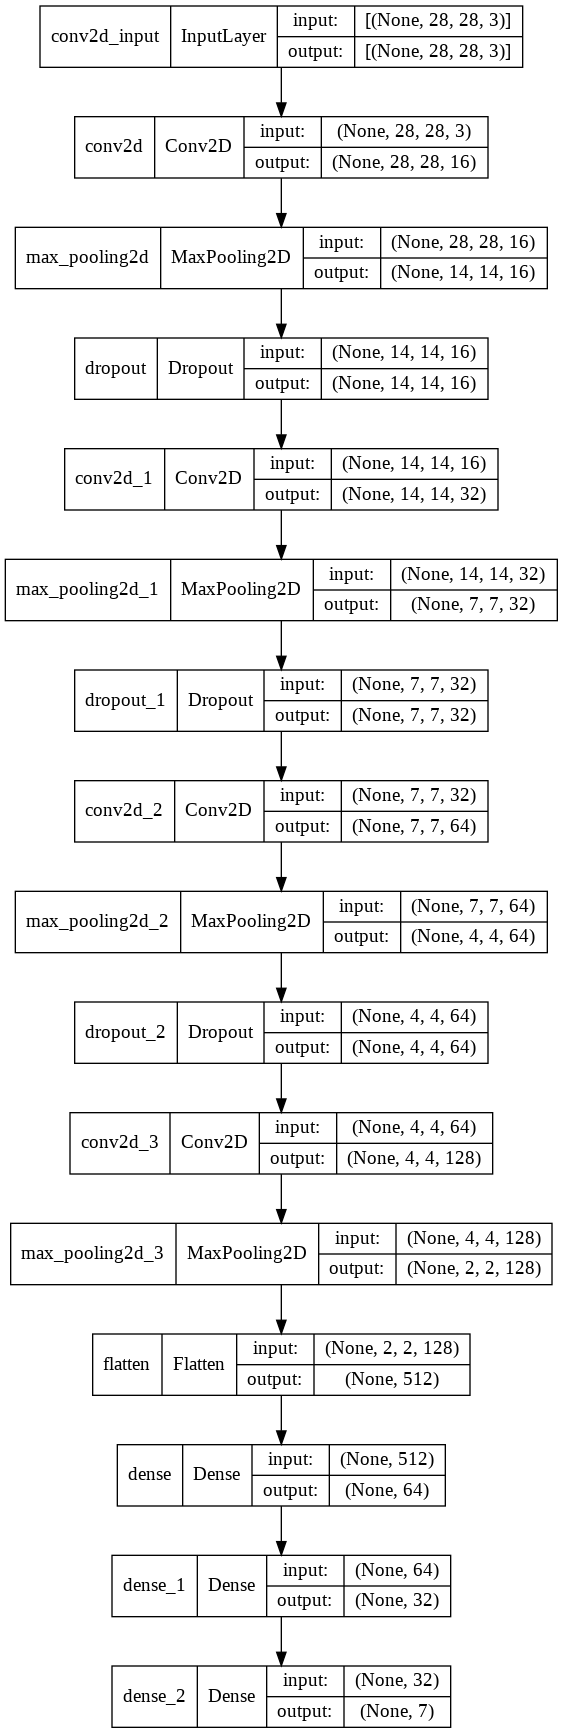 conv2d_input InputLayer input: [(None, 28, 28, 3)]
output: [(None, 28, 28, 3)]
conv2d Conv2D input: (None, 28, 28, 3)
output: (None, 28, 28, 16)
max_pooling2d MaxPooling2D input: (None, 28, 28, 16)
output: (None, 14, 14, 16)
dropout Dropout input: (None, 14, 14, 16)
output: (None, 14, 14, 16)
conv2d_1 Conv2D input: (None, 14, 14, 16)
output: (None, 14, 14, 32)
max_pooling2d_1 MaxPooling2D input: (None, 14, 14, 32)
output: (None, 7, 7, 32)
dropout_1 Dropout input: (None, 7, 7, 32)
output: (None, 7, 7, 32)
conv2d_2 Conv2D input: (None, 7, 7, 32)
output: (None, 7, 7, 64)
max_pooling2d_2 MaxPooling2D input: (None, 7, 7, 64)
output: (None, 4, 4, 64)
dropout_2 Dropout input: (None, 4, 4, 64)
output: (None, 4, 4, 64)
conv2d_3 Conv2D input: (None, 4, 4, 64)
output: (None, 4, 4, 128)
max_pooling2d_3 MaxPooling2D input: (None, 4, 4, 128)
output: (None, 2, 2, 128)
flatten Flatten input: (None, 2, 2, 128)
output: (None, 512)
dense Dense input: (None, 512)
output: (None, 64)
dense_1 Dense input: (None, 64)
output: (None, 32)
dense_2 Dense input: (None, 32)
output: (None, 7)